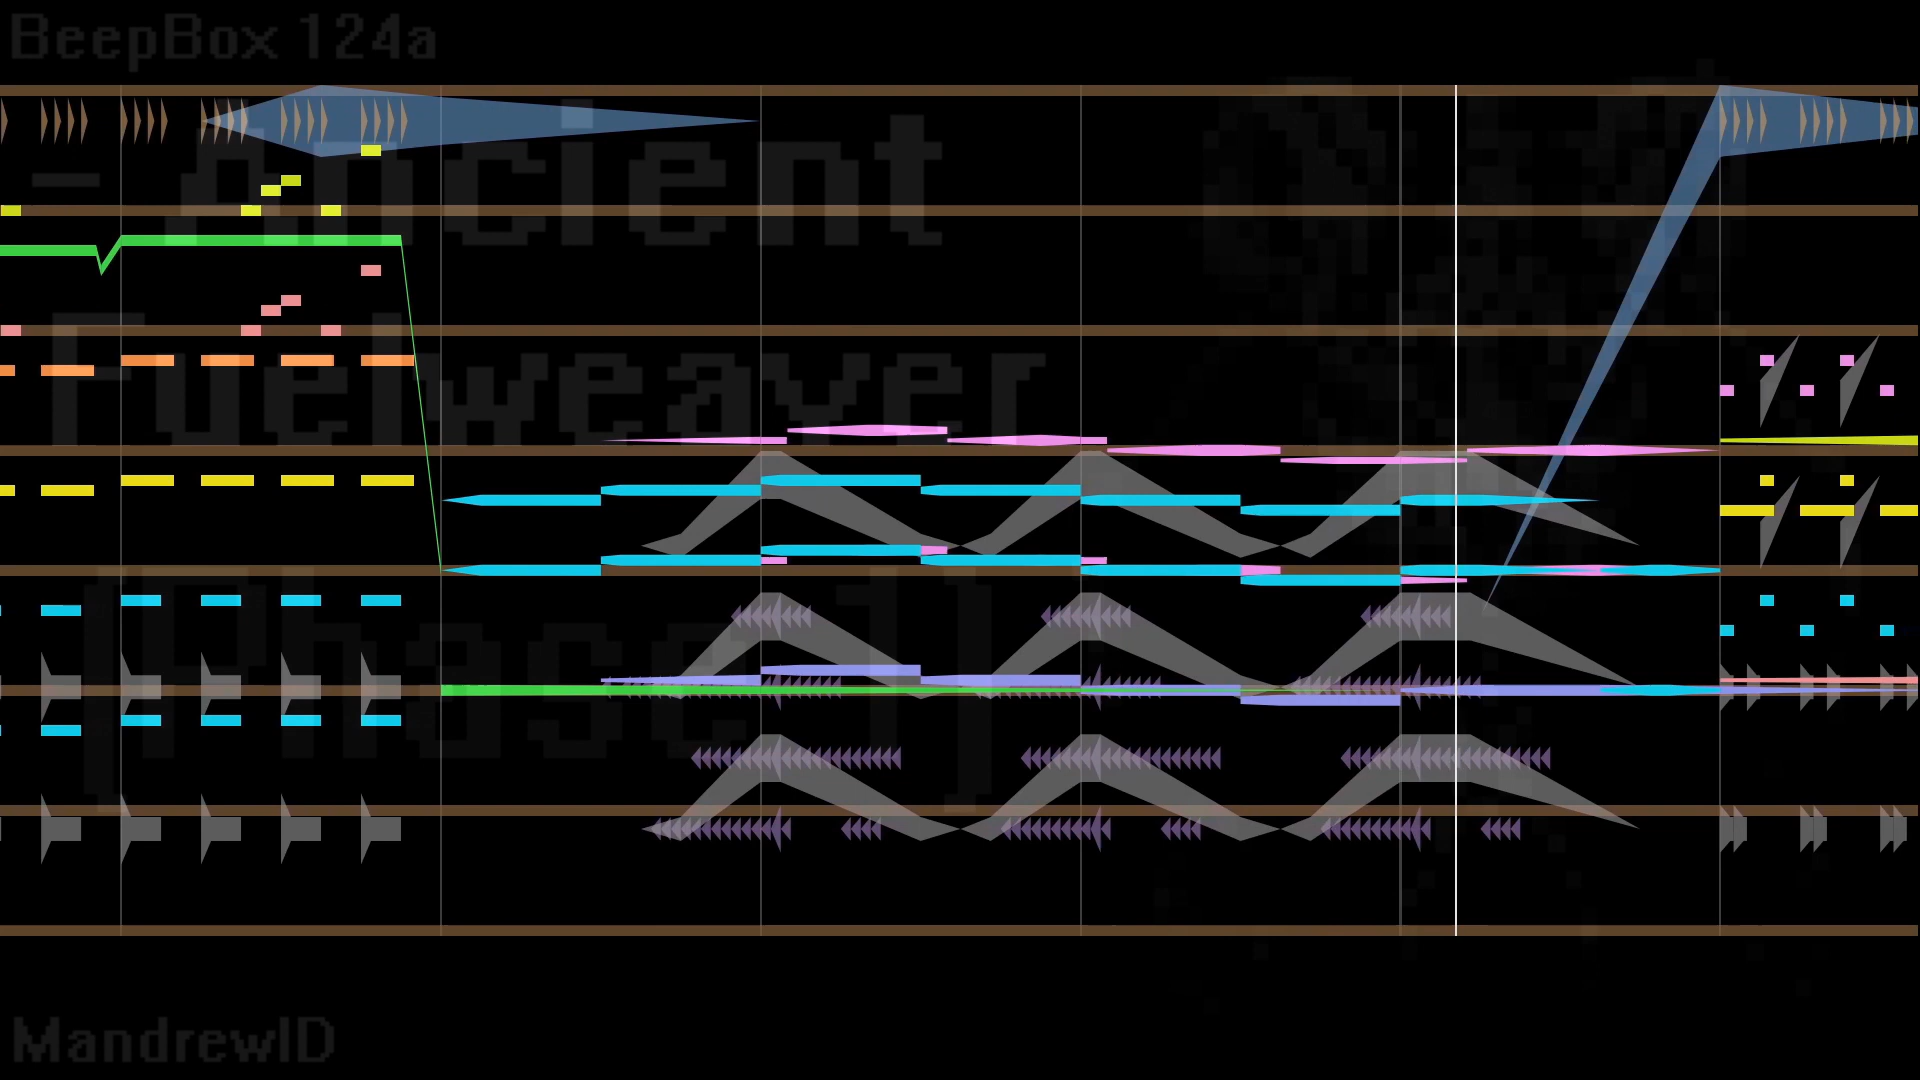 BeepBox 124a
- Ancient
Fuelweaver
[Phase 1]
MandrewID